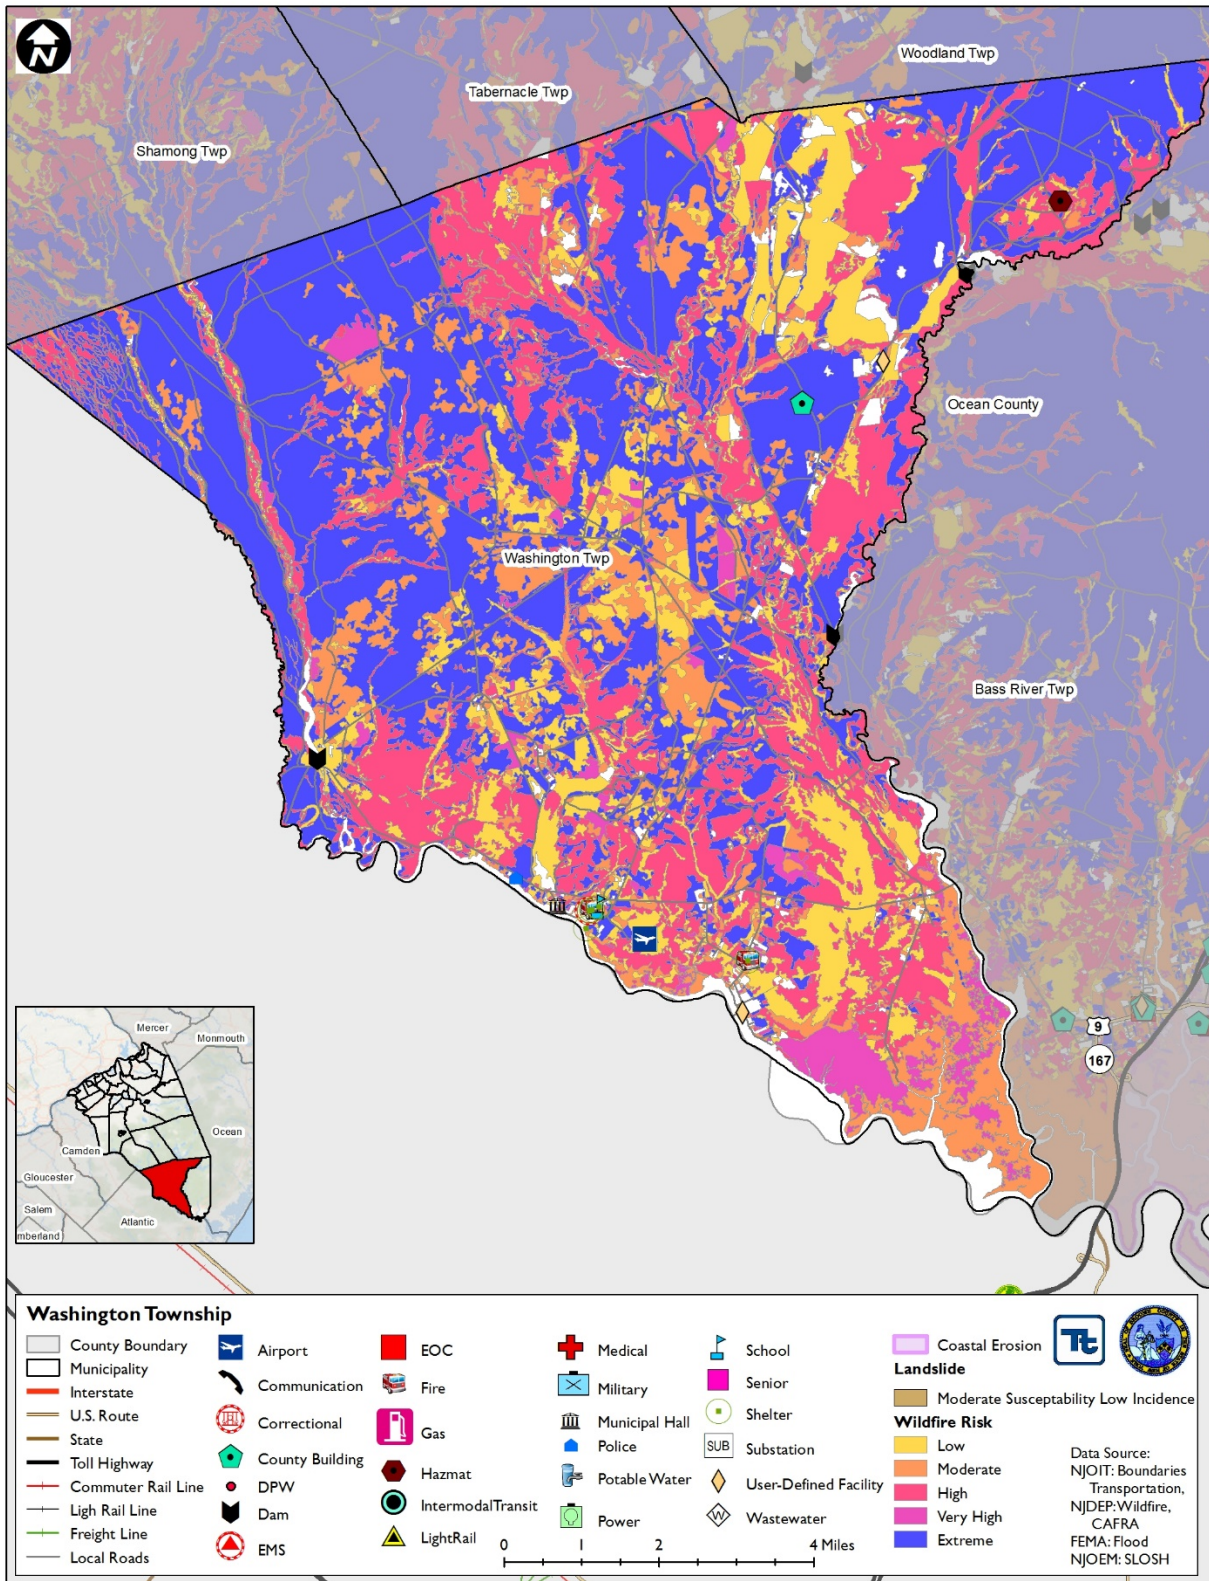 N
Woodland Twp
Tabernacle Twp
Shamong Twp
Ocean County
Washington Twp
Bass River Twp
9
167
Mercer
Monmouth
Ocean
Camden
Gloucester
Salem
Atlantic
mberland
Washington Township
County Boundary
Municipality
Interstate
U.S. Route
State
Toll Highway
Commuter Rail Line
Ligh Rail Line
Freight Line
Local Roads
Airport
Communication
Correctional
County Building
DPW
Dam
EMS
EOC
Fire
Gas
Hazmat
IntermodalTransit
LightRail
Medical
Military
Municipal Hall
Police
Potable Water
Power
School
Senior
Shelter
SUB Substation
User-Defined Facility
W Wastewater
0 2 4 Miles
Coastal Erosion
Landslide
Moderate Susceptability Low Incidence
Wildfire Risk
Low
Moderate
High
Very High
Extreme
Tt
Data Source:
NJOIT: Boundaries
Transportation,
NJDEP:Wildfire,
CAFRA
FEMA: Flood
NJOEM: SLOSH